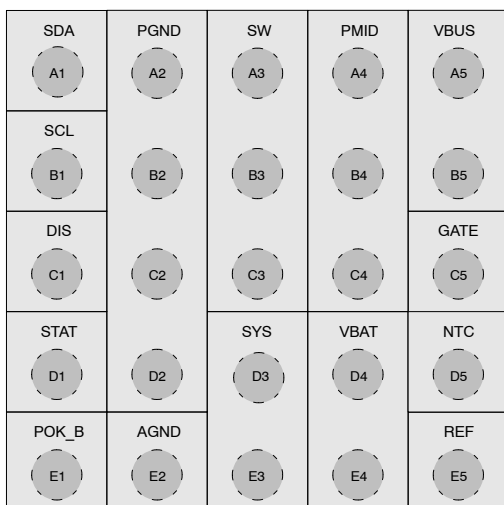 SDA PGND SW PMID VBUS
A1 A2 A3 A4 A5
SCL
B1 B2 B3 B4 B5
DIS GATE
C1 C2 C3 C4 C5
STAT SYS VBAT NTC
D1 D2 D3 D4 D5
POK_B AGND REF
E1 E2 E3 E4 E5